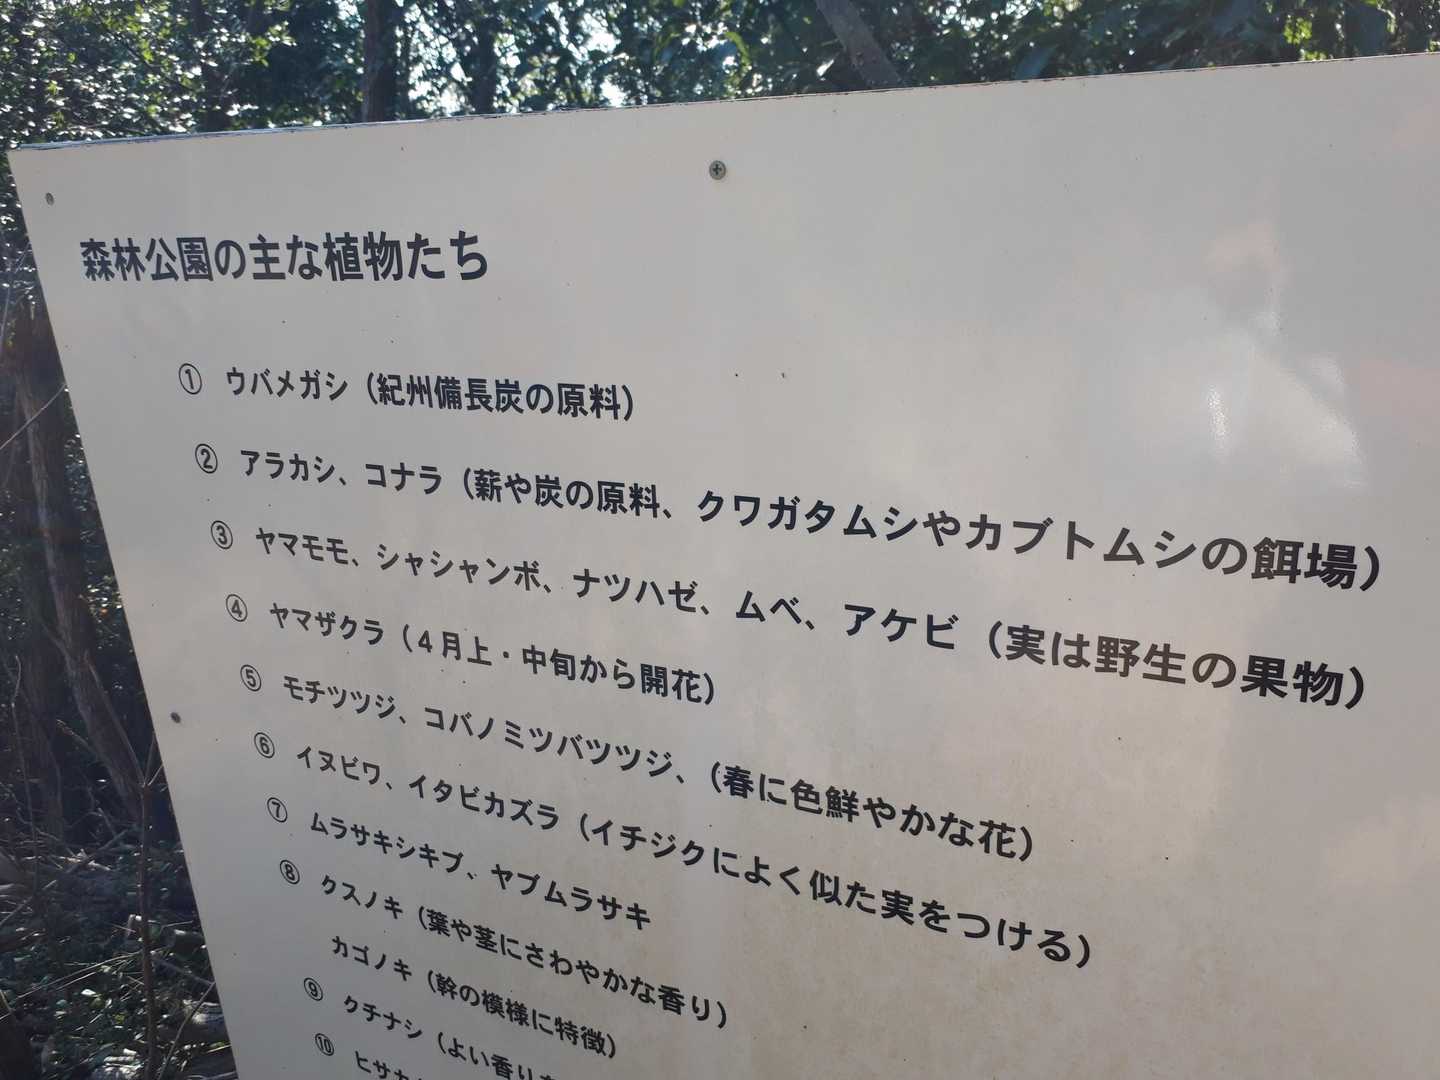 森林公園の主な植物たち
① ウバメガシ（紀州備長炭の原料）
② アラカシ、コナラ（薪や炭の原料、クワガタムシやカブトムシの餌場）
③ ヤマモモ、シャシャンボ、ナツハゼ、ムベ、アケビ（実は野生の果物）
④ ヤマザクラ（４月上・中旬から開花）
⑤ モチツツジ、コバノミツバツツジ、（春に色鮮やかな花）
⑥ イヌビワ、イタビカズラ（イチジクによく似た実をつける）
⑦ ムラサキシキブ、ヤブムラサキ
⑧ クスノキ（葉や茎にさわやかな香り）
カゴノキ（幹の模様に特徴）
⑨ クチナシ（よい香り
⑩ ヒサカ